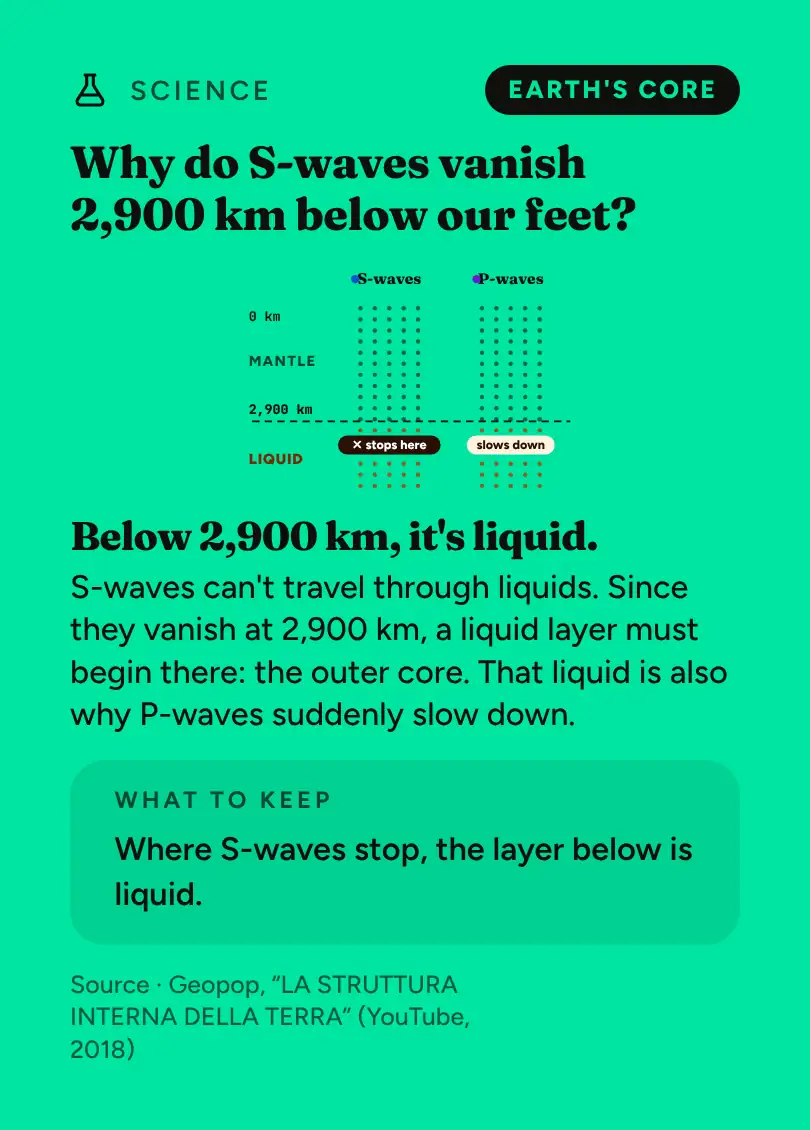 SCIENCE
EARTH'S CORE
Why do S-waves vanish
2,900 km below our feet?
S-waves
P-waves
0 km
MANTLE
2,900 km
✕ stops here
slows down
LIQUID
Below 2,900 km, it's liquid.
S-waves can't travel through liquids. Since
they vanish at 2,900 km, a liquid layer must
begin there: the outer core. That liquid is also
why P-waves suddenly slow down.
WHAT TO KEEP
Where S-waves stop, the layer below is
liquid.
Source · Geopop, “LA STRUTTURA
INTERNA DELLA TERRA” (YouTube,
2018)